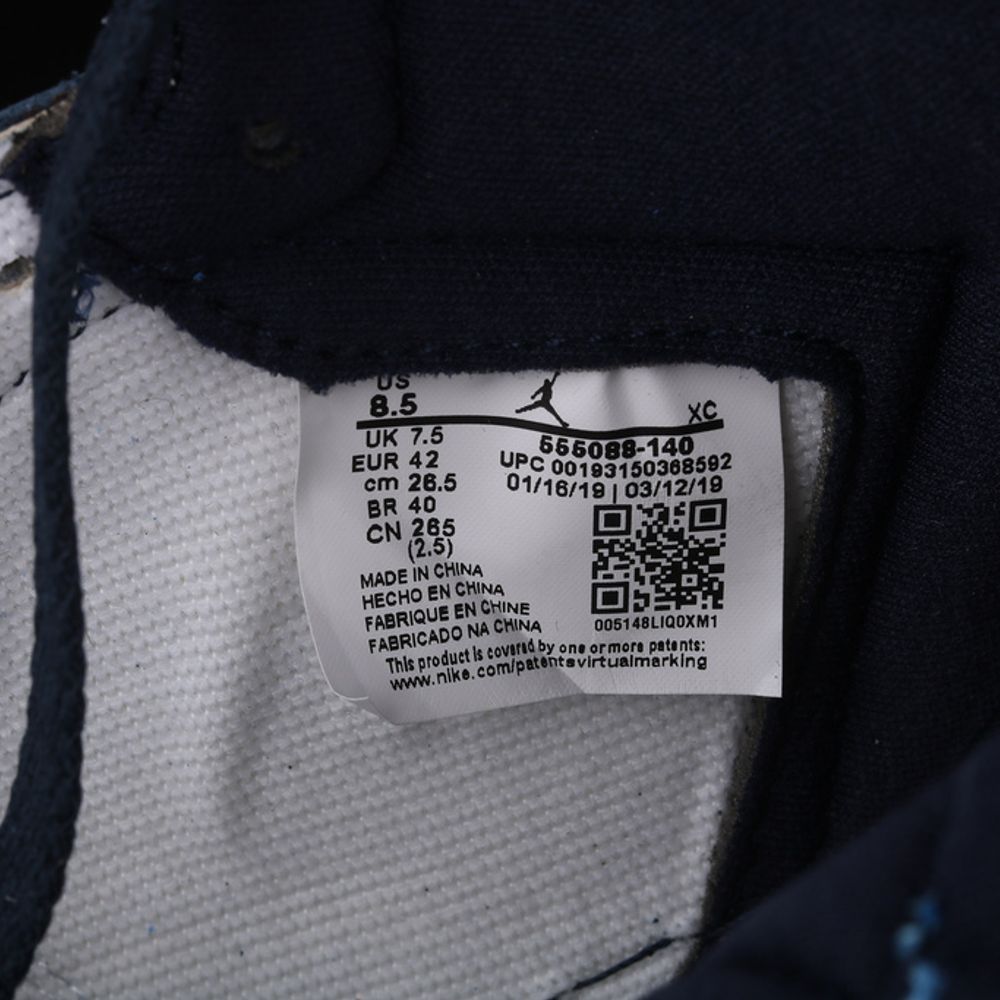 US
8.5
XC
UK 7.5
EUR 42
cm 26.5
BR 40
CN 265
(2.5)
555088-140
UPC 00193150368592
01/16/19 | 03/12/19
005148LIQ0XM1
MADE IN CHINA
HECHO EN CHINA
FABRIQUE EN CHINE
FABRICADO NA CHINA
This product is covered by one or more patents:
www.nike.com/patentsvirtualmarking